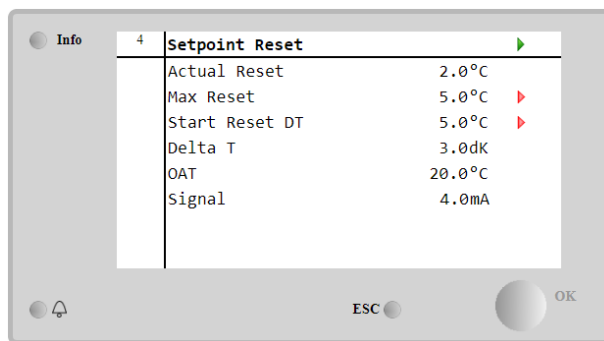 Info
4 Setpoint Reset
Actual Reset 2.0°C
Max Reset 5.0°C
Start Reset DT 5.0°C
Delta T 3.0dK
OAT 20.0°C
Signal 4.0mA
ESC
OK